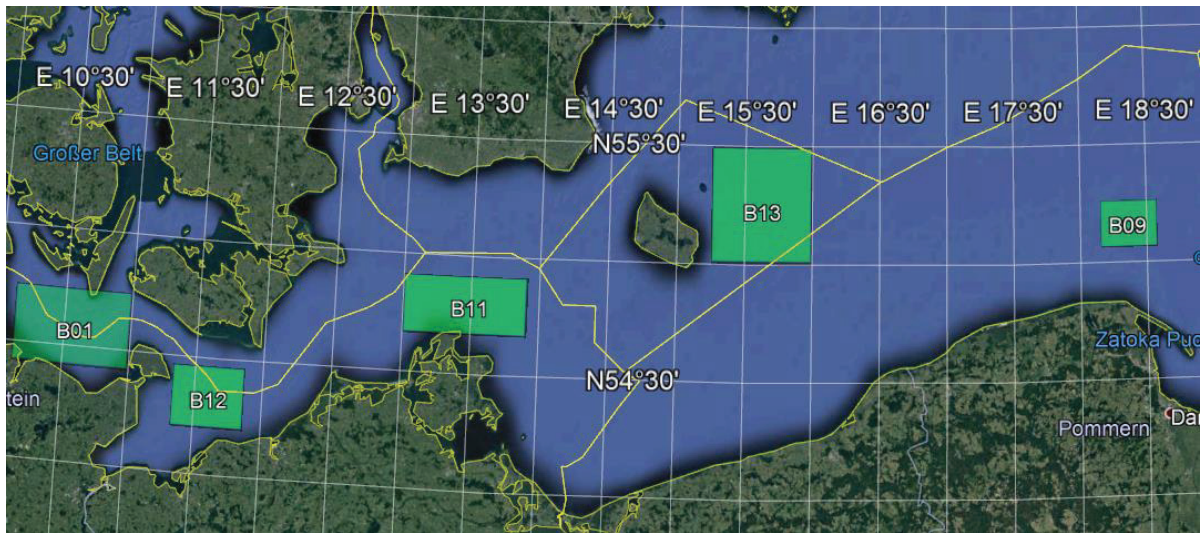 E 10°30'
E 11°30'
E 12°30'
E 13°30'
E 14°30'
E 15°30'
E 16°30'
E 17°30'
E 18°30'
N55°30'
Großer Belt
B13
B09
B11
B01
Zatoka Puc
N54°30'
tein
B12
Pommern
Dan